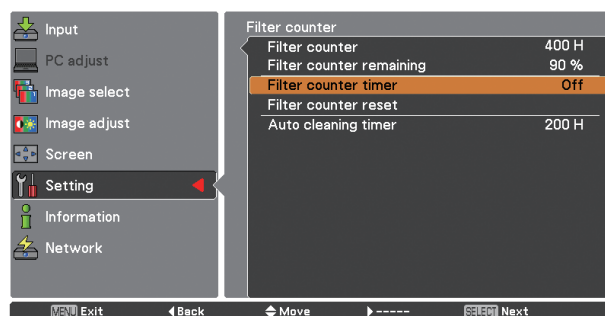 Input
PC adjust
Image select
Image adjust
Screen
Setting
Information
Network
Filter counter
Filter counter 400 H
Filter counter remaining 90 %
Filter counter timer Off
Filter counter reset
Auto cleaning timer 200 H
MENU Exit Back Move ----- SELECT Next